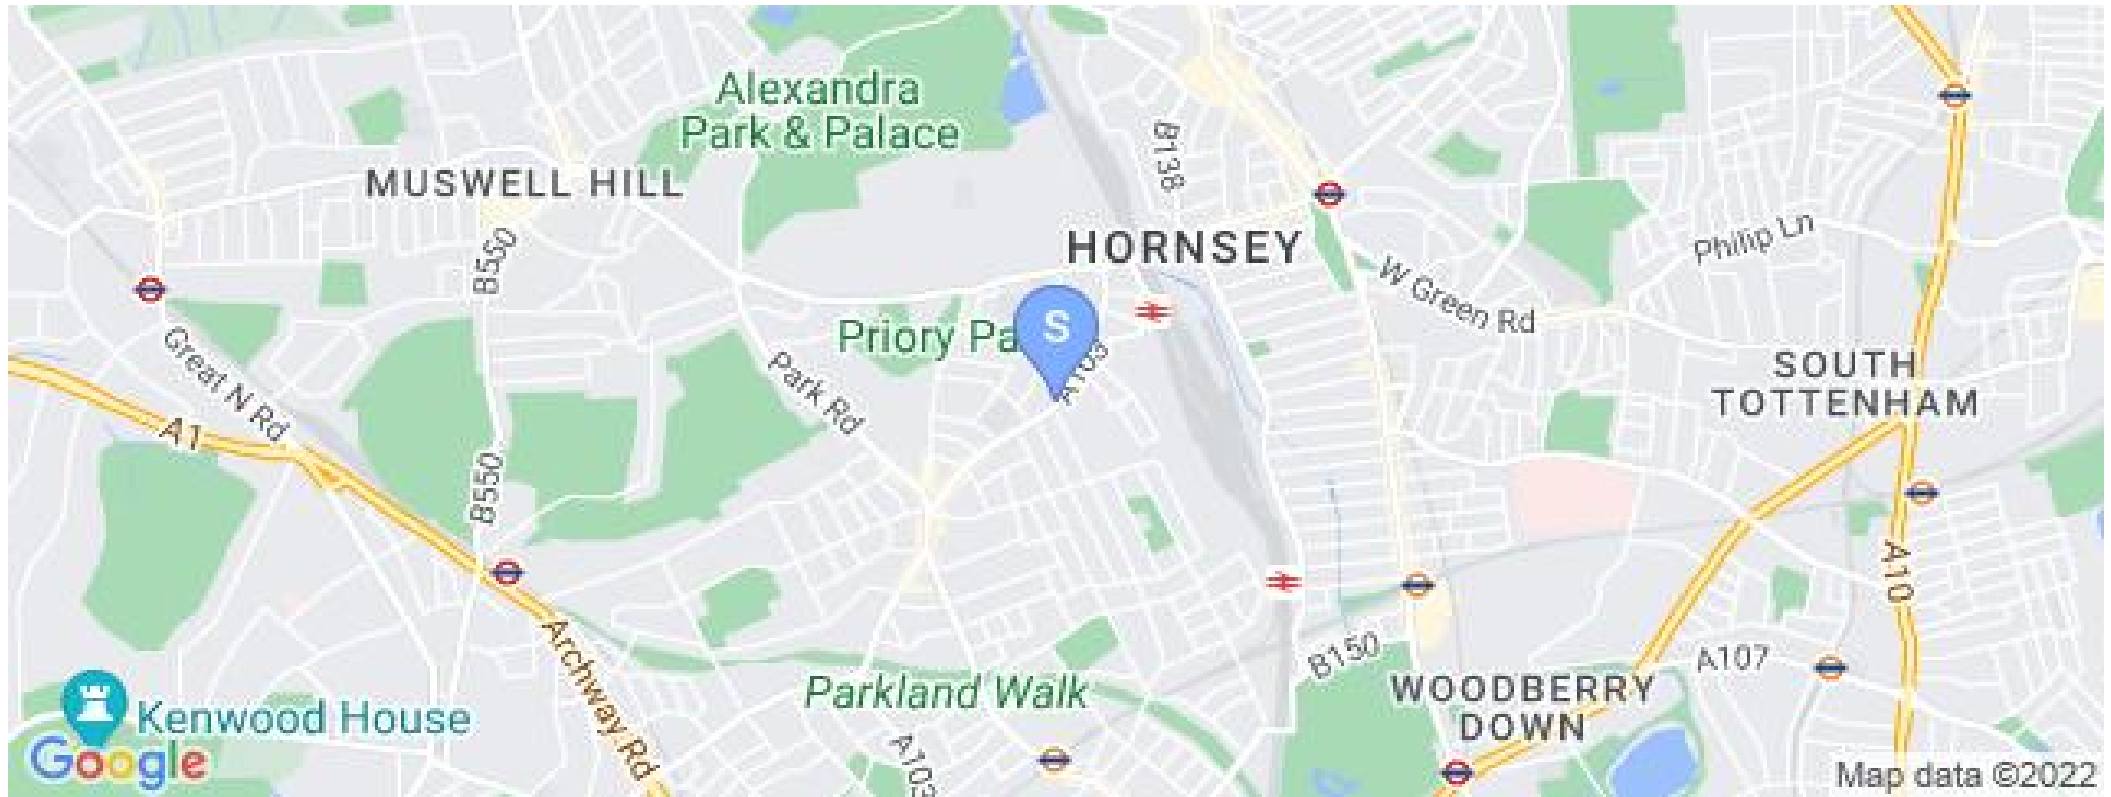 Alexandra
Park & Palace
B138
MUSWELL HILL
B550
HORNSEY
Philip Ln
W Green Rd
S
Priory Pa
A103
Great N Rd
Park Rd
SOUTH
TOTTENHAM
A1
B550
A10
Archway Rd
B150
A107
Parkland Walk
WOODBERRY
DOWN
Kenwood House
A103
Google
Map data ©2022